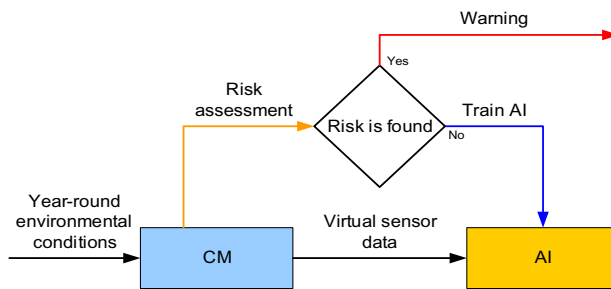 Warning
Yes
Risk
assessment
Risk is found
Train AI
No
Year-round
environmental
conditions
CM
Virtual sensor
data
AI